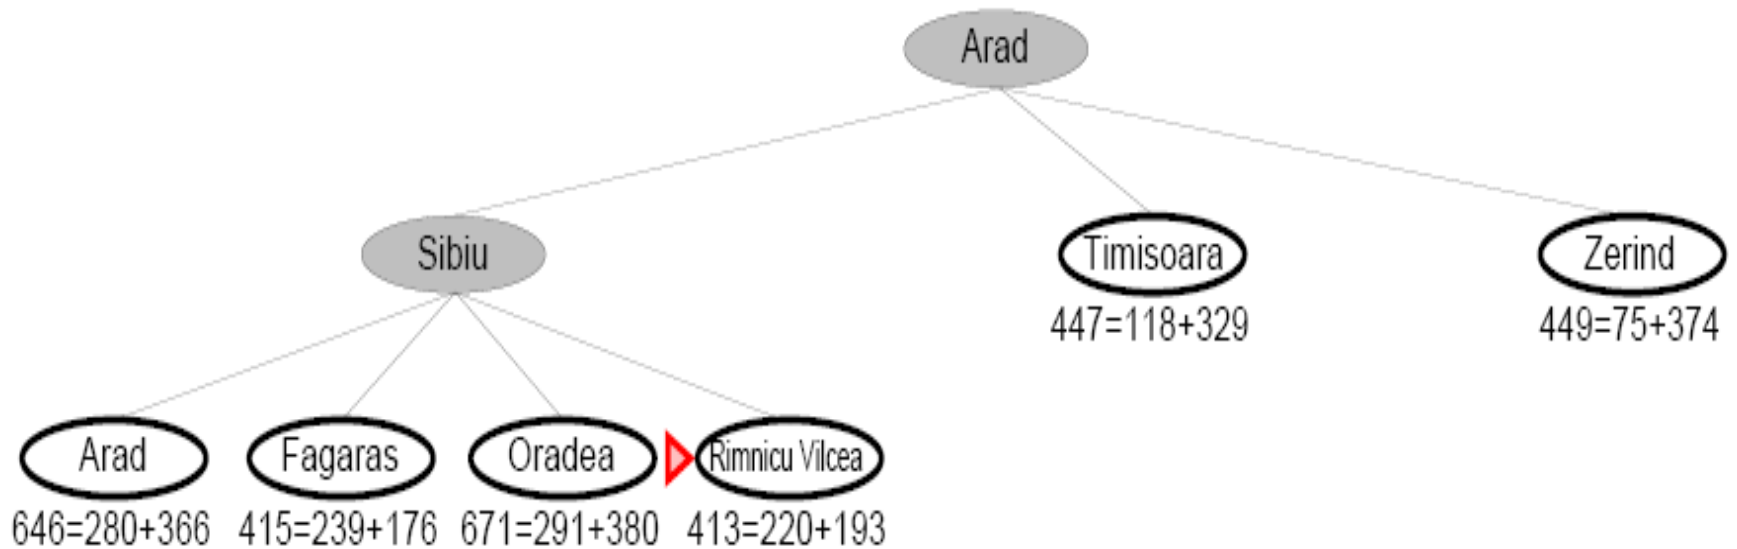 Arad
Sibiu
Timisoara
Zerind
447=118+329
449=75+374
Arad
Fagaras
Oradea
Rimnicu Vilcea
646=280+366
415=239+176
671=291+380
413=220+193